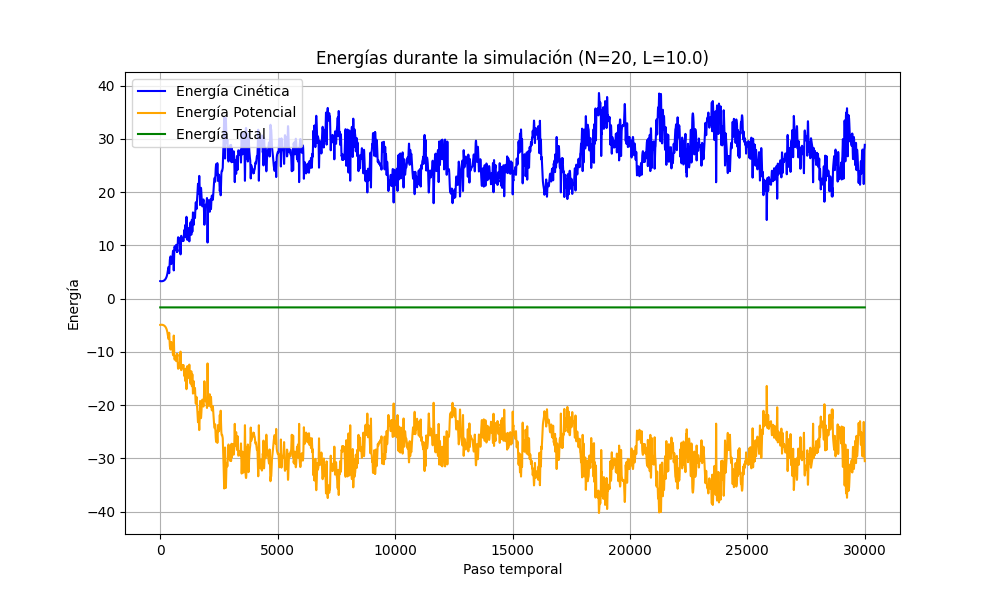 Energías durante la simulación (N=20, L=10.0)
Energía Cinética
Energía Potencial
Energía Total
40
30
20
10
0
−10
−20
−30
−40
Energía
0
5000
10000
15000
20000
25000
30000
Paso temporal